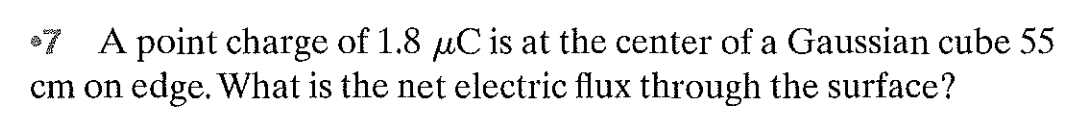 •7 A point charge of 1.8 μC is at the center of a Gaussian cube 55
cm on edge. What is the net electric flux through the surface?